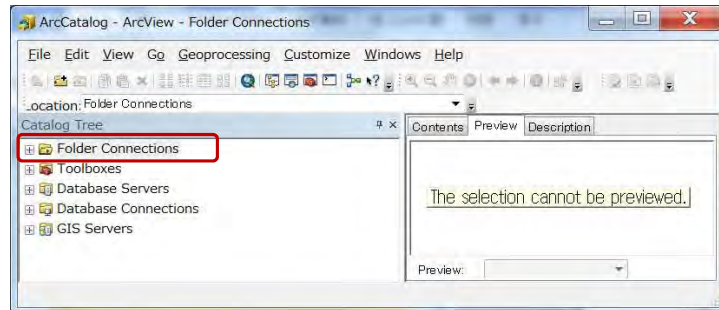 ArcCatalog - ArcView - Folder Connections
File Edit View Go Geoprocessing Customize Windows Help
Location: Folder Connections
Catalog Tree
Contents Preview Description
Folder Connections
Toolboxes
Database Servers
Database Connections
GIS Servers
The selection cannot be previewed.
Preview: